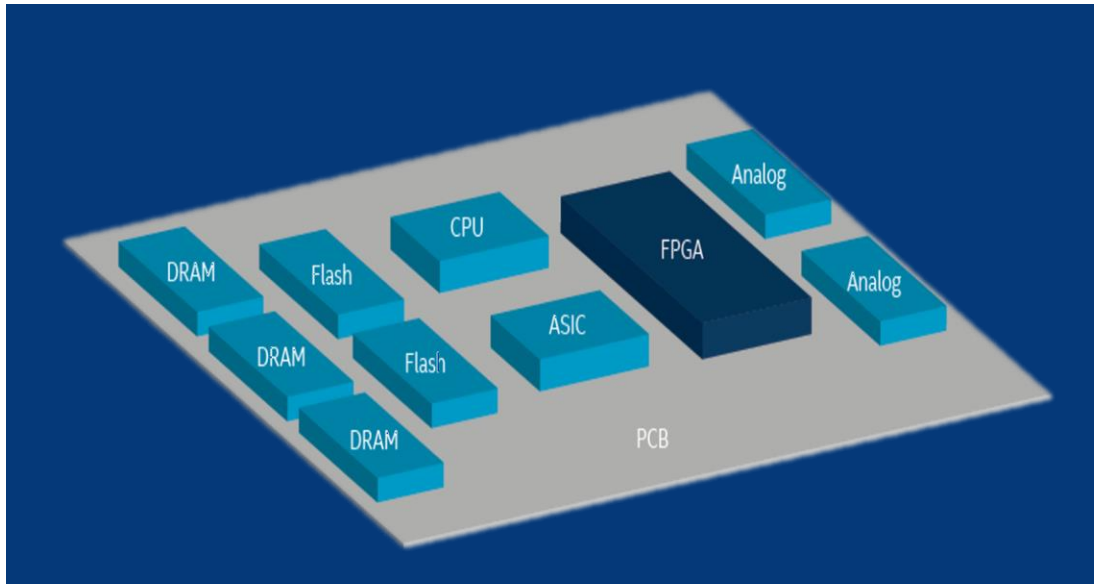 Analog
CPU
FPGA
DRAM
Flash
Analog
ASIC
DRAM
Flash
DRAM
PCB